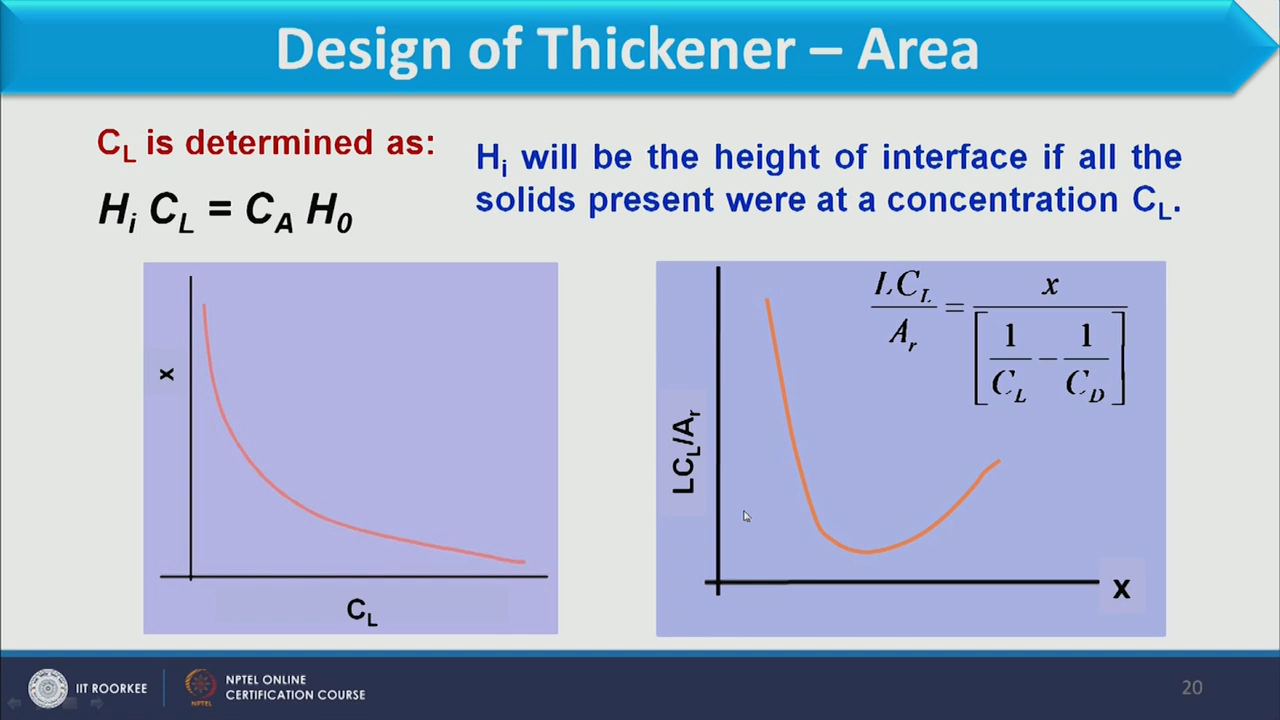 Design of Thickener – Area
C_L is determined as:
H_i C_L = C_A H_0
H_i will be the height of interface if all the
solids present were at a concentration C_L.
x
C_L
LC_L/A_r = x / [1/C_L − 1/C_D]
LC_L/A_r
x
IIT ROORKEE
NPTEL ONLINE
CERTIFICATION COURSE
NPTEL
20